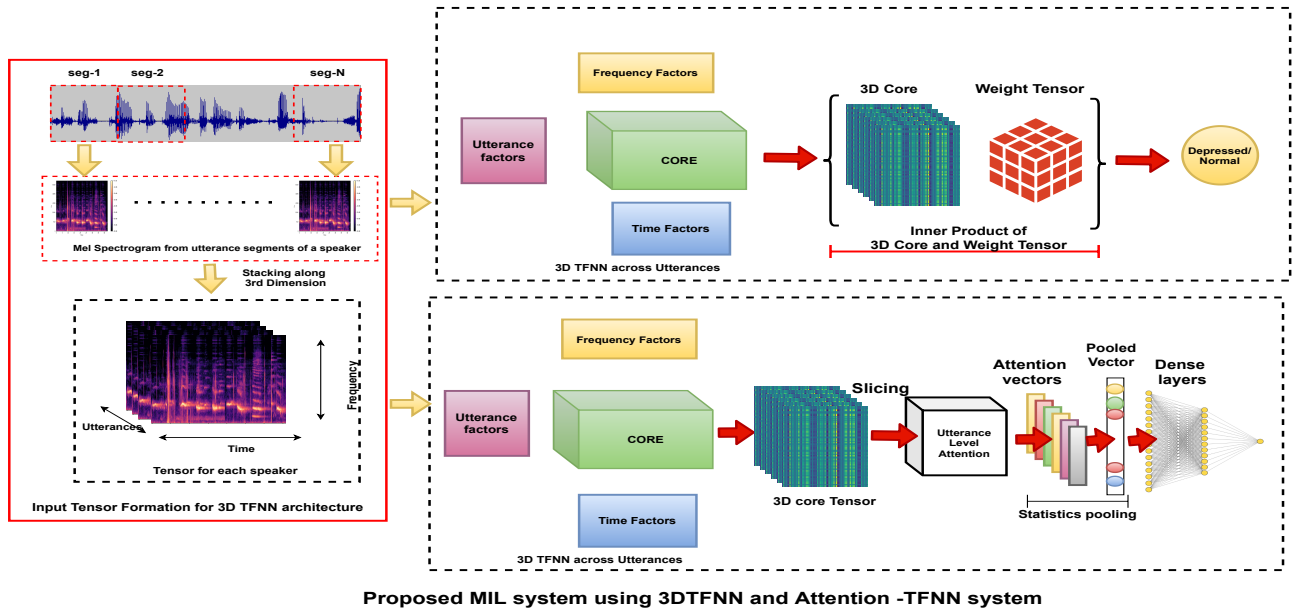 seg-1
seg-2
seg-N
Mel Spectrogram from utterance segments of a speaker
Stacking along
3rd Dimension
Frequency
Utterances
Time
Tensor for each speaker
Input Tensor Formation for 3D TFNN architecture
Frequency Factors
Utterance
factors
CORE
Time Factors
3D TFNN across Utterances
3D Core
Weight Tensor
Inner Product of
3D Core and Weight Tensor
Depressed/
Normal
Frequency Factors
Utterance
factors
CORE
Time Factors
3D TFNN across Utterances
3D core Tensor
Slicing
Utterance
Level
Attention
Attention
vectors
Pooled
Vector
Dense
layers
Statistics pooling
Proposed MIL system using 3DTFNN and Attention -TFNN system